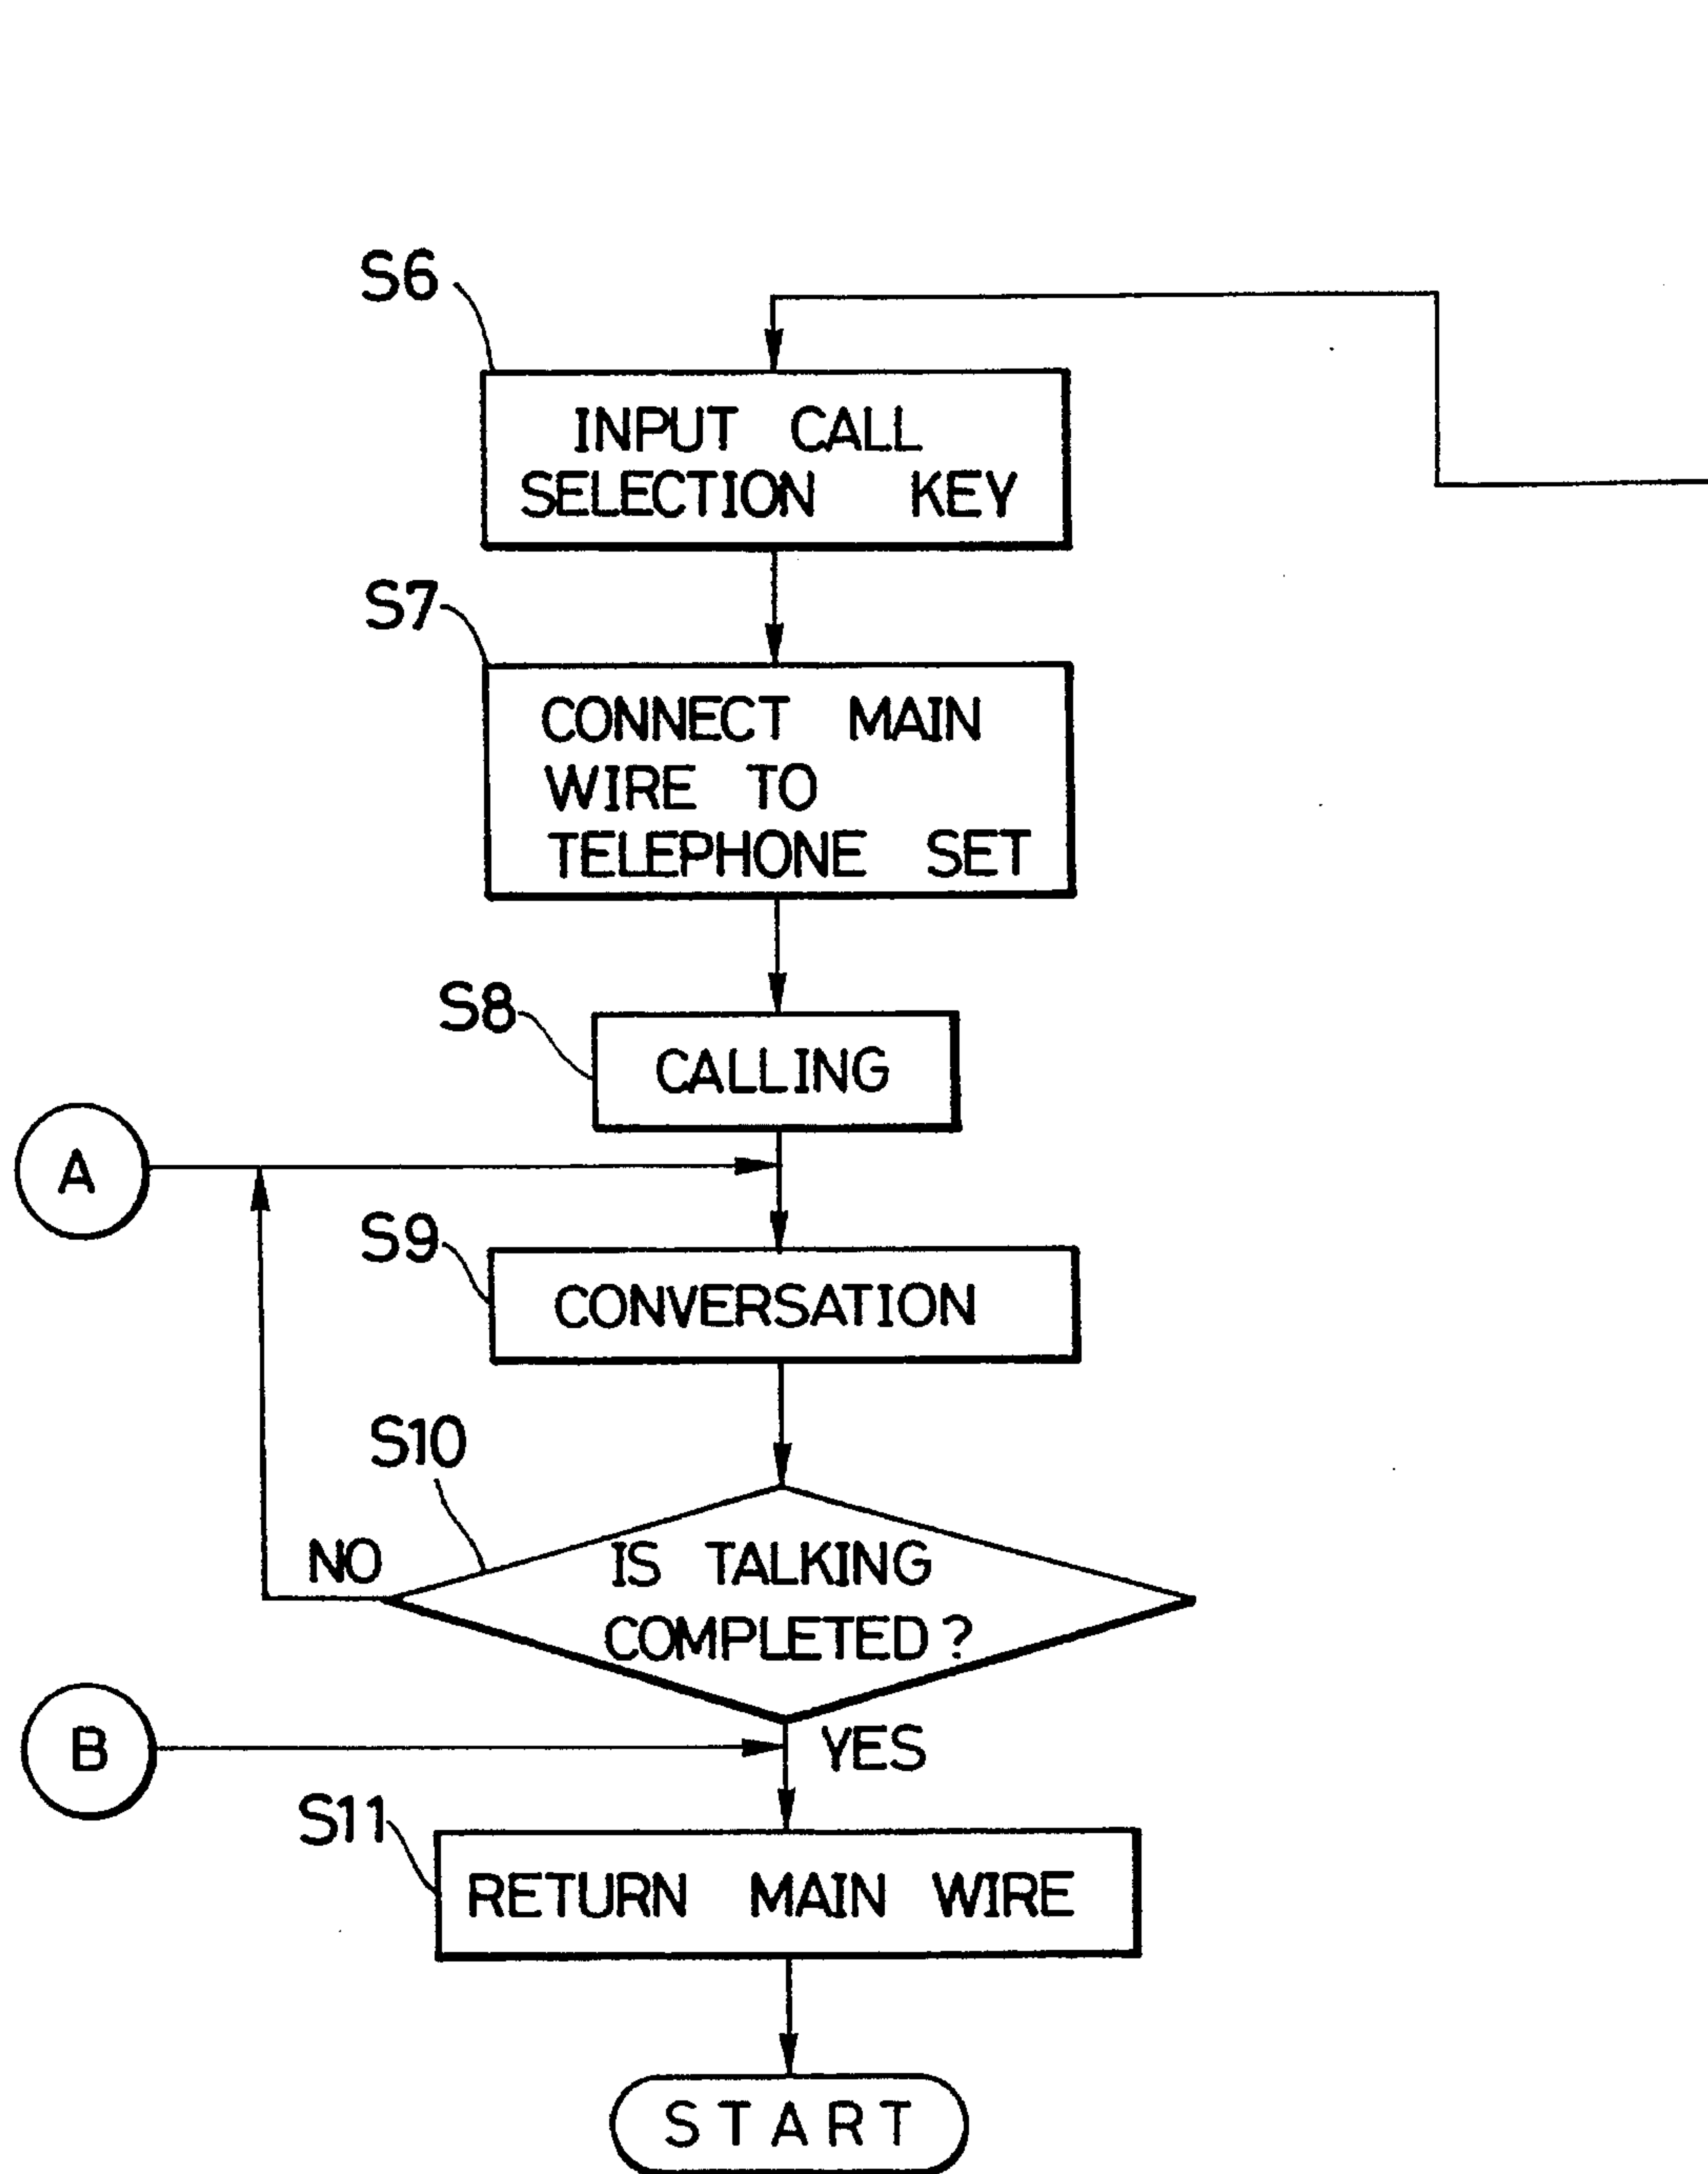 S6
INPUT CALL
SELECTION KEY
S7
CONNECT MAIN
WIRE TO
TELEPHONE SET
S8
CALLING
A
S9
CONVERSATION
S10
NO
IS TALKING
COMPLETED?
B
YES
S11
RETURN MAIN WIRE
START